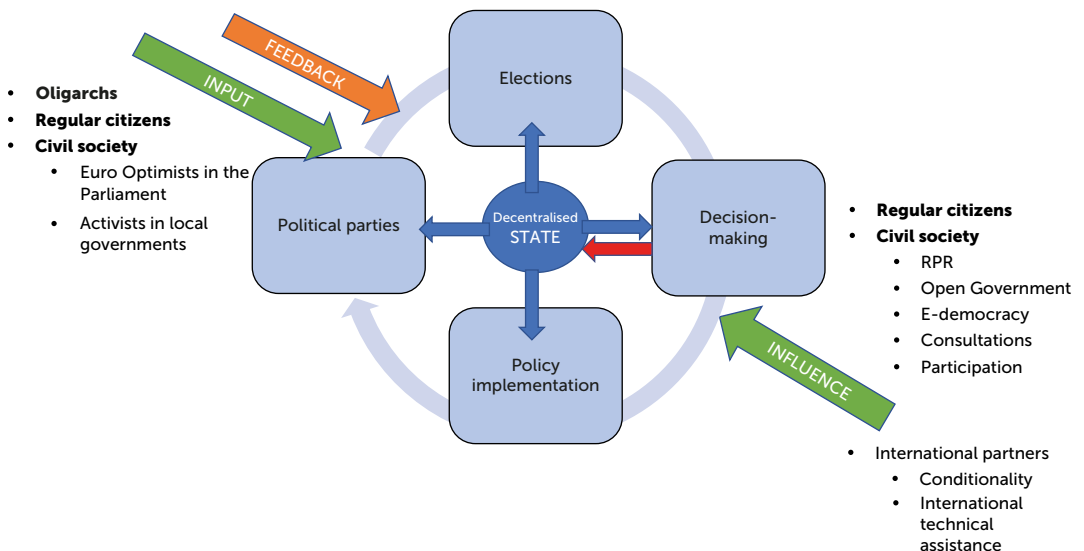 FEEDBACK
INPUT
• Oligarchs
• Regular citizens
• Civil society
• Euro Optimists in the
Parliament
• Activists in local
governments
Elections
Political parties
Decentralised
STATE
Decision-
making
Policy
implementation
• Regular citizens
• Civil society
• RPR
• Open Government
• E-democracy
• Consultations
• Participation
INFLUENCE
• International partners
• Conditionality
• International
technical
assistance